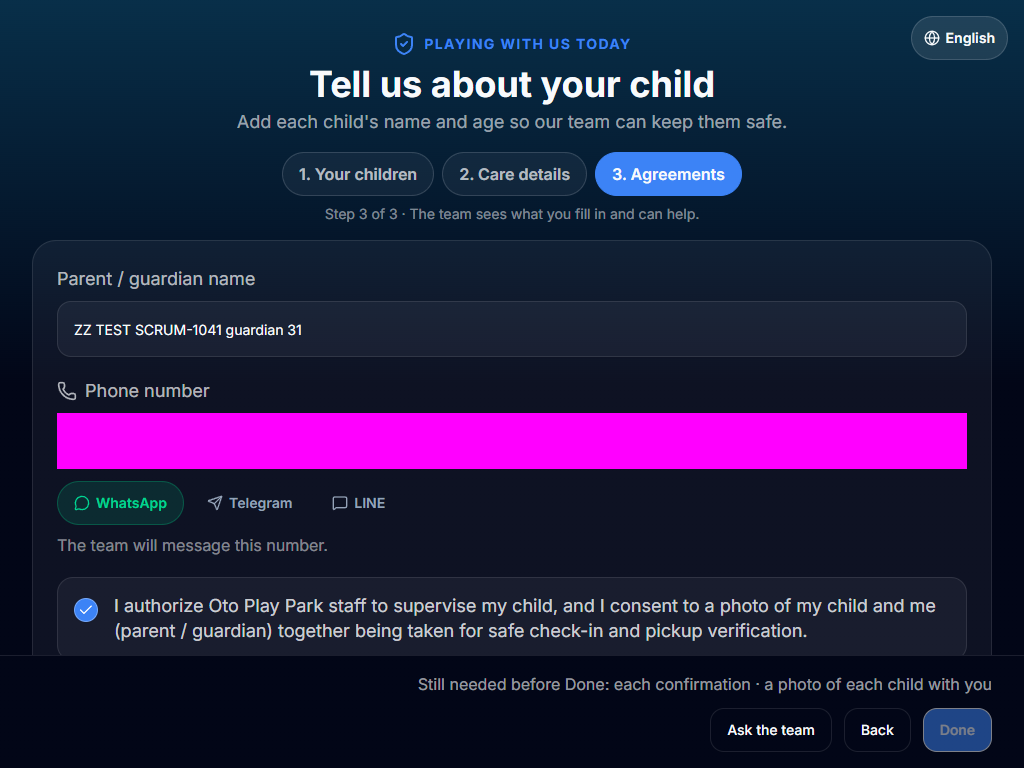 English
PLAYING WITH US TODAY
Tell us about your child
Add each child's name and age so our team can keep them safe.
1. Your children
2. Care details
3. Agreements
Step 3 of 3 · The team sees what you fill in and can help.
Parent / guardian name
ZZ TEST SCRUM-1041 guardian 31
Phone number
WhatsApp
Telegram
LINE
The team will message this number.
I authorize Oto Play Park staff to supervise my child, and I consent to a photo of my child and me
(parent / guardian) together being taken for safe check-in and pickup verification.
Still needed before Done: each confirmation · a photo of each child with you
Ask the team
Back
Done